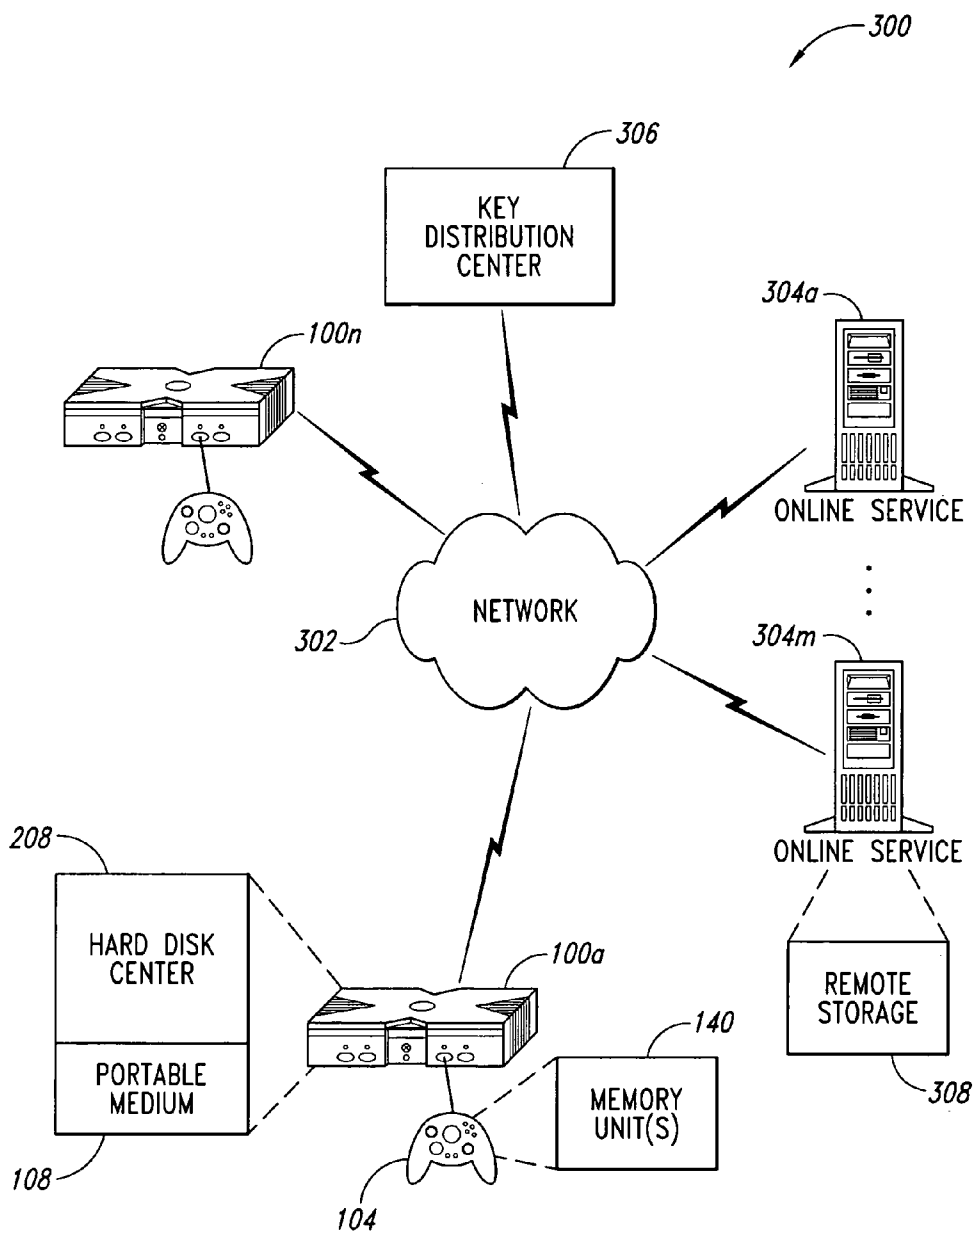 300
306
KEY
DISTRIBUTION
CENTER
304a
100n
ONLINE SERVICE
NETWORK
302
304m
ONLINE SERVICE
208
HARD DISK
CENTER
100a
REMOTE
STORAGE
140
PORTABLE
MEDIUM
MEMORY
UNIT(S)
308
108
104